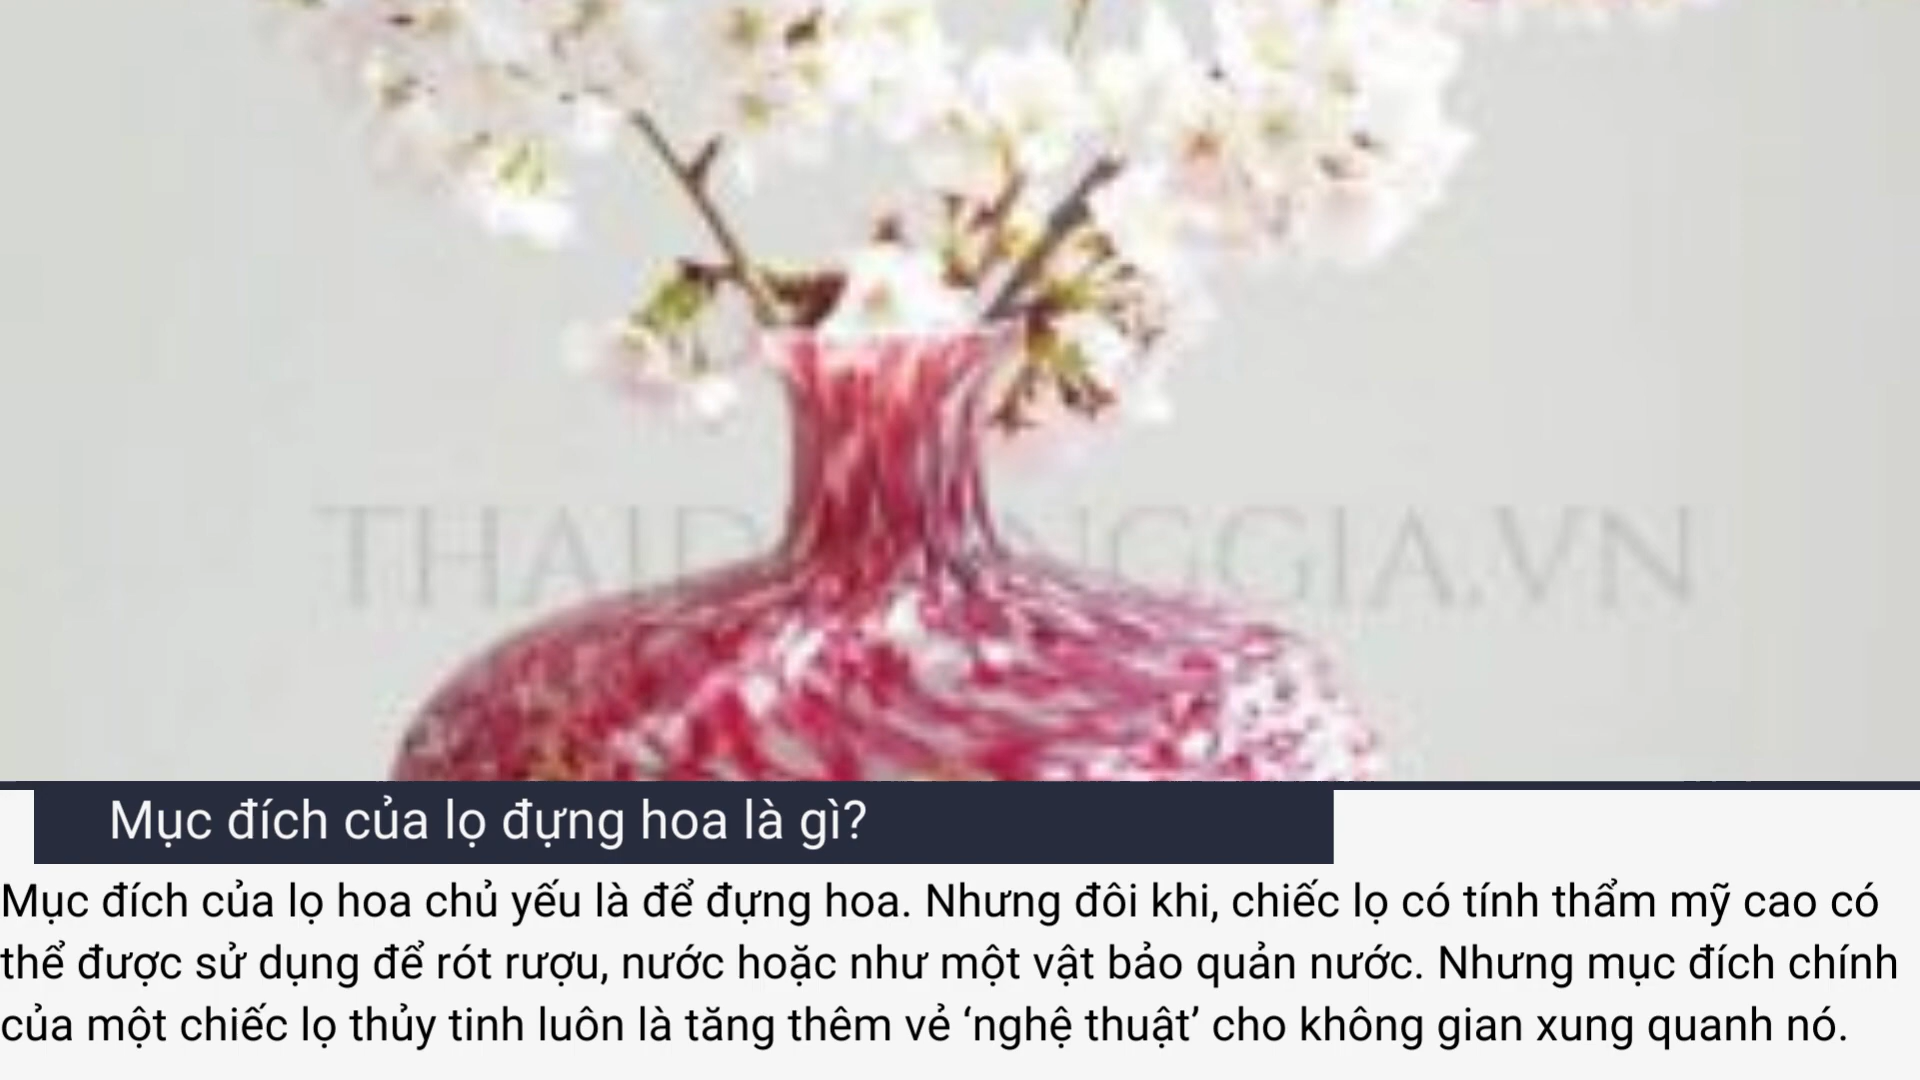 Mục đích của lọ đựng hoa là gì?
Mục đích của lọ hoa chủ yếu là để đựng hoa. Nhưng đôi khi, chiếc lọ có tính thẩm mỹ cao có
thể được sử dụng để rót rượu, nước hoặc như một vật bảo quản nước. Nhưng mục đích chính
của một chiếc lọ thủy tinh luôn là tăng thêm vẻ ‘nghệ thuật’ cho không gian xung quanh nó.